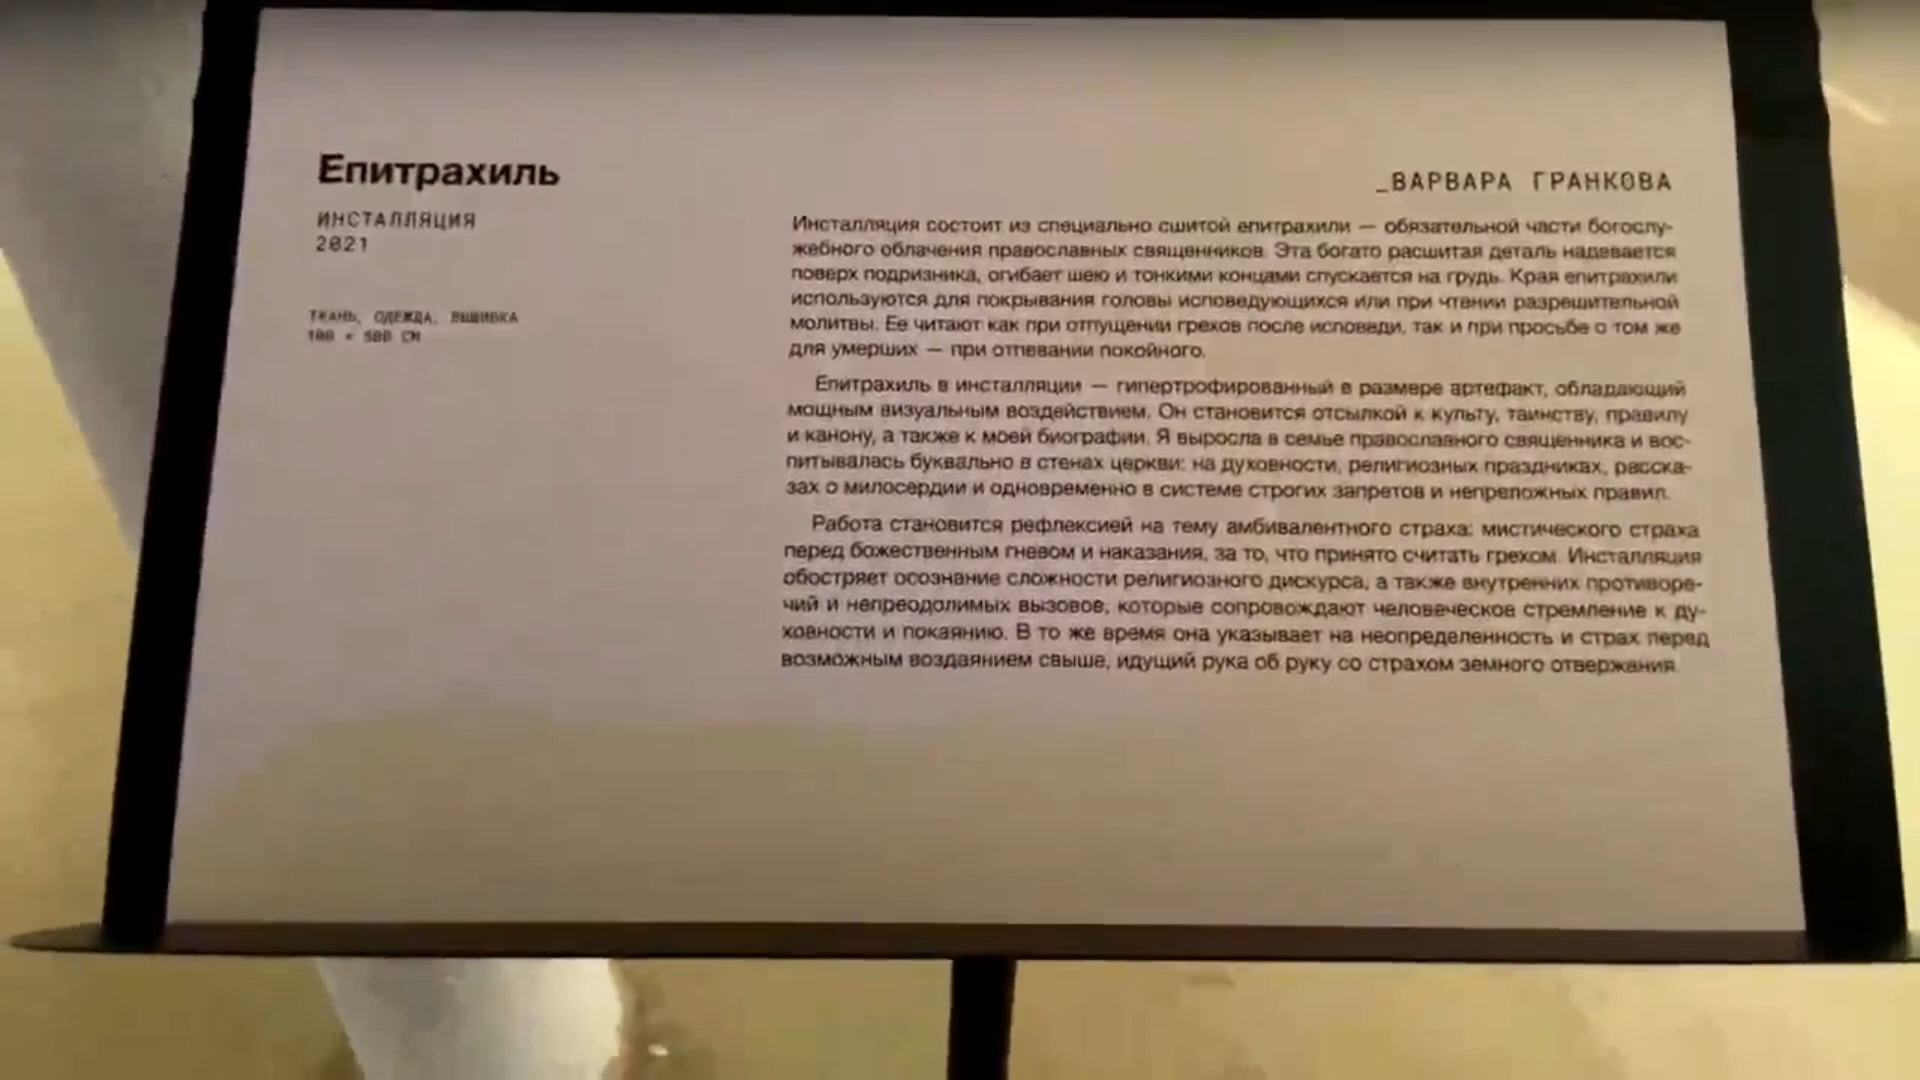 Епитрахиль
ИНСТАЛЛЯЦИЯ
2021
ТКАНЬ, ОДЕЖДА, ВЫШИВКА
100 × 500 СМ
_ВАРВАРА ГРАНКОВА
Инсталляция состоит из специально сшитой епитрахили — обязательной части богослу-
жебного облачения православных священников. Эта богато расшитая деталь надевается
поверх подризника, огибает шею и тонкими концами спускается на грудь. Края епитрахили
используются для покрывания головы исповедующихся или при чтении разрешительной
молитвы. Ее читают как при отпущении грехов после исповеди, так и при просьбе о том же
для умерших — при отпевании покойного.
Епитрахиль в инсталляции — гипертрофированный в размере артефакт, обладающий
мощным визуальным воздействием. Он становится отсылкой к культу, таинству, правилу
и канону, а также к моей биографии. Я выросла в семье православного священника и вос-
питывалась буквально в стенах церкви: на духовности, религиозных праздниках, расска-
зах о милосердии и одновременно в системе строгих запретов и непреложных правил.
Работа становится рефлексией на тему амбивалентного страха: мистического страха
перед божественным гневом и наказания, за то, что принято считать грехом. Инсталляция
обостряет осознание сложности религиозного дискурса, а также внутренних противоре-
чий и непреодолимых вызовов, которые сопровождают человеческое стремление к ду-
ховности и покаянию. В то же время она указывает на неопределенность и страх перед
возможным воздаянием свыше, идущий рука об руку со страхом земного отвержания.